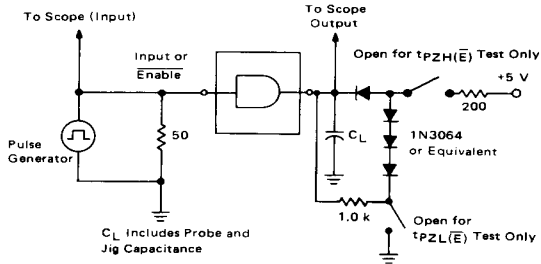 To Scope (Input)
To Scope
Output
Open for tPZH(E̅) Test Only
Input or
E̅n̅a̅b̅l̅e̅
+5 V
200
Pulse
Generator
50
CL
1N3064
or Equivalent
1.0 k
Open for
tPZL(E̅) Test Only
CL Includes Probe and
Jig Capacitance